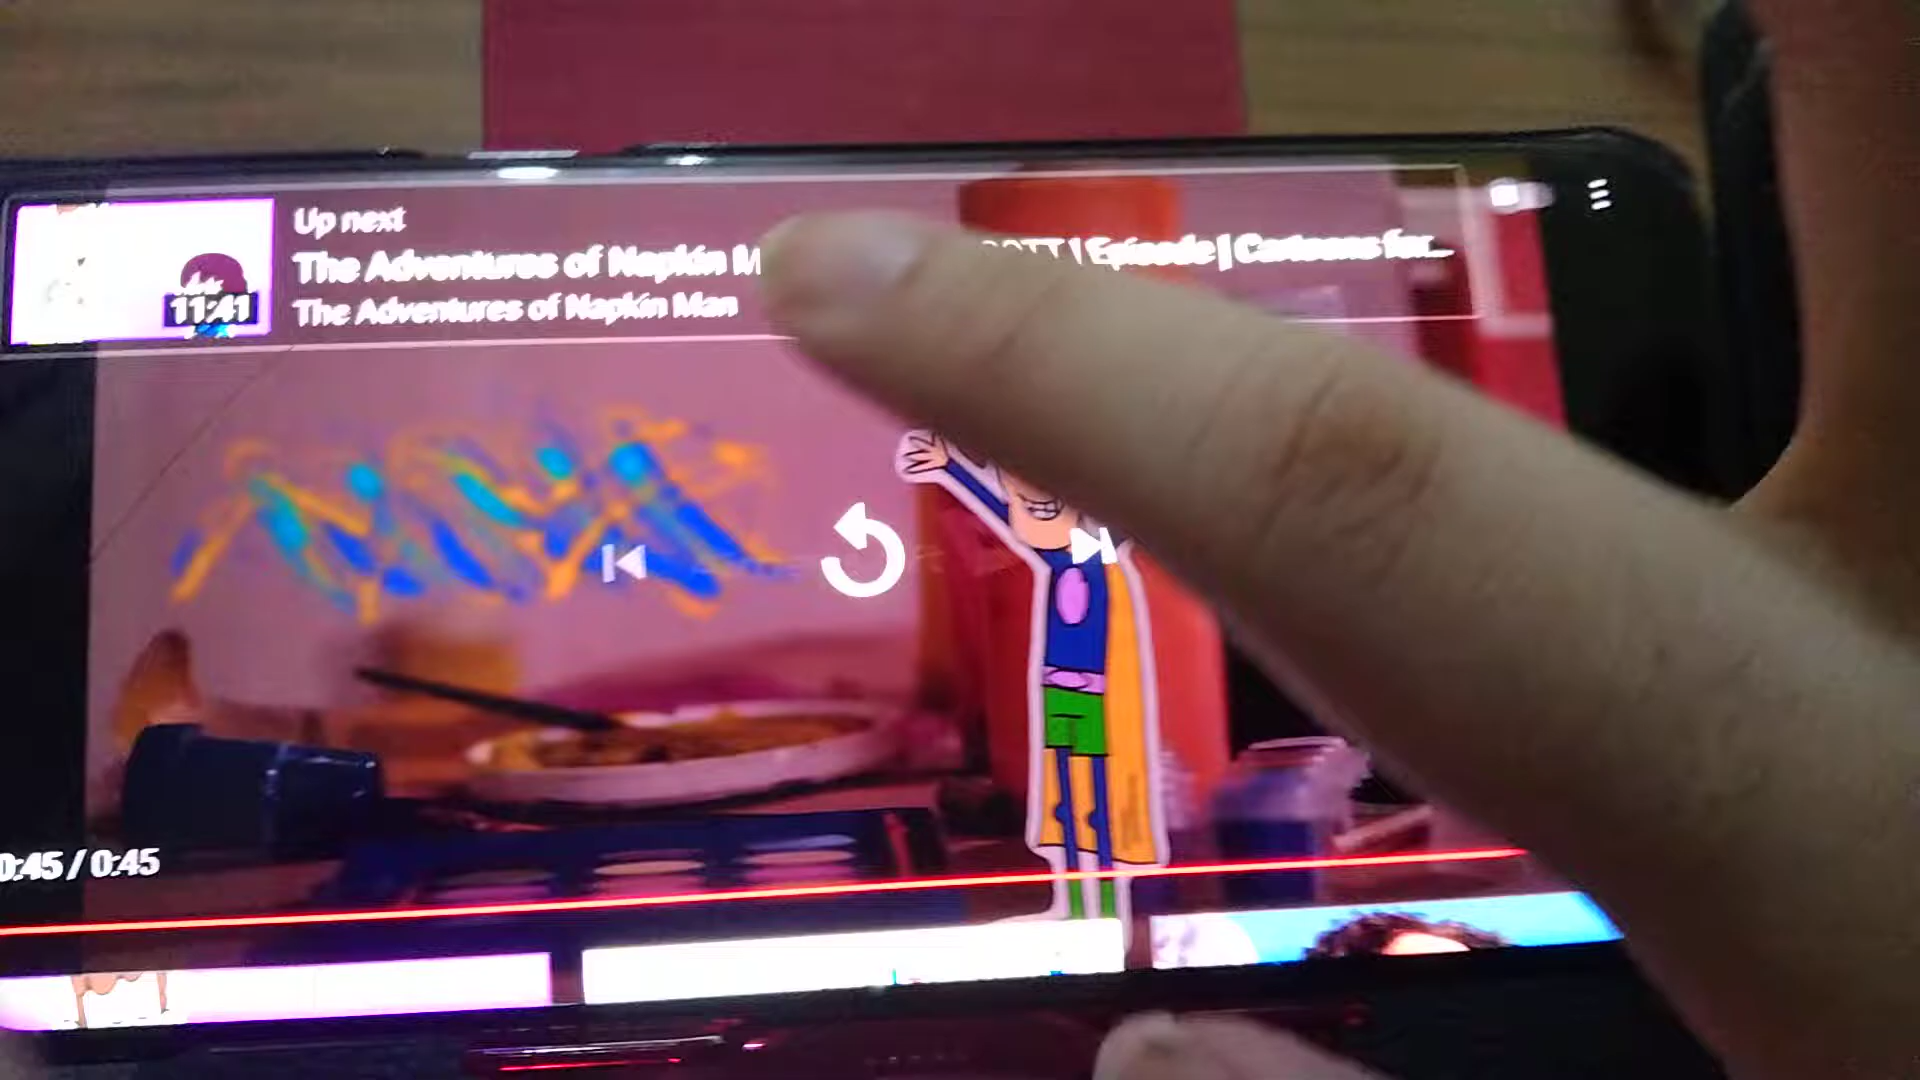 Up next
The Adventures of Napkin M OTT | Episode | Cartoons for...
The Adventures of Napkin Man
11:41
0:45 / 0:45